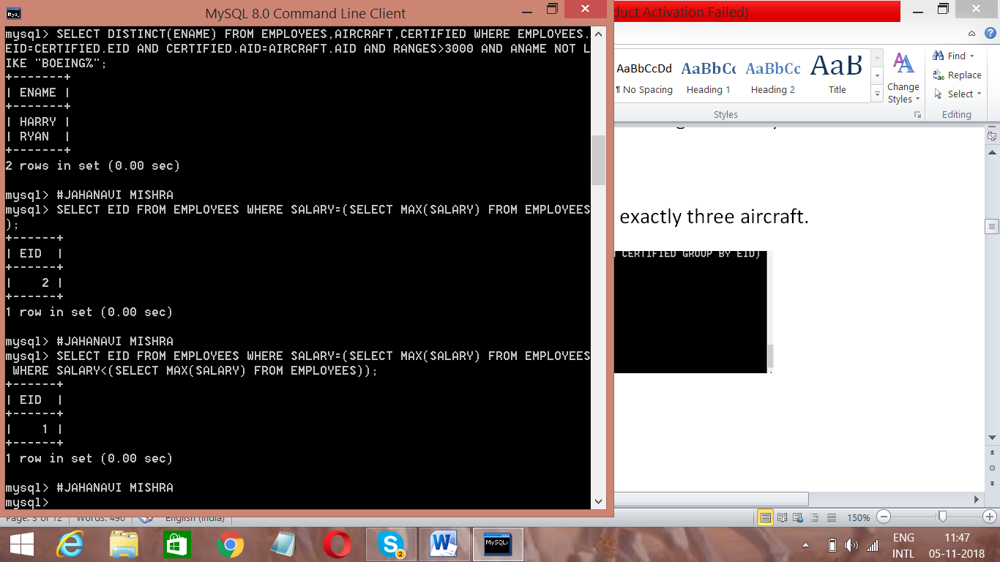 MySQL 8.0 Command Line Client
mysql> SELECT DISTINCT(ENAME) FROM EMPLOYEES,AIRCRAFT,CERTIFIED WHERE EMPLOYEES.
EID=CERTIFIED.EID AND CERTIFIED.AID=AIRCRAFT.AID AND RANGES>3000 AND ANAME NOT L
IKE "BOEING%";
+-------+
| ENAME |
+-------+
| HARRY |
| RYAN  |
+-------+
2 rows in set (0.00 sec)
mysql> #JAHANAVI MISHRA
mysql> SELECT EID FROM EMPLOYEES WHERE SALARY=(SELECT MAX(SALARY) FROM EMPLOYEES
);
+------+
| EID  |
+------+
|    2 |
+------+
1 row in set (0.00 sec)
mysql> #JAHANAVI MISHRA
mysql> SELECT EID FROM EMPLOYEES WHERE SALARY=(SELECT MAX(SALARY) FROM EMPLOYEES
 WHERE SALARY<(SELECT MAX(SALARY) FROM EMPLOYEES));
+------+
| EID  |
+------+
|    1 |
+------+
1 row in set (0.00 sec)
mysql> #JAHANAVI MISHRA
mysql>
duct Activation Failed)
AaBbCcDd AaBbCc AaBbCc AaB
¶ No Spacing Heading 1 Heading 2 Title
Change
Styles
Find
Replace
Select
Styles
Editing
exactly three aircraft.
CERTIFIED GROUP BY EID)
Page: 3 of 12 Words: 490 English (India)
150%
MySQL>
2
ENG
INTL
11:47
05-11-2018